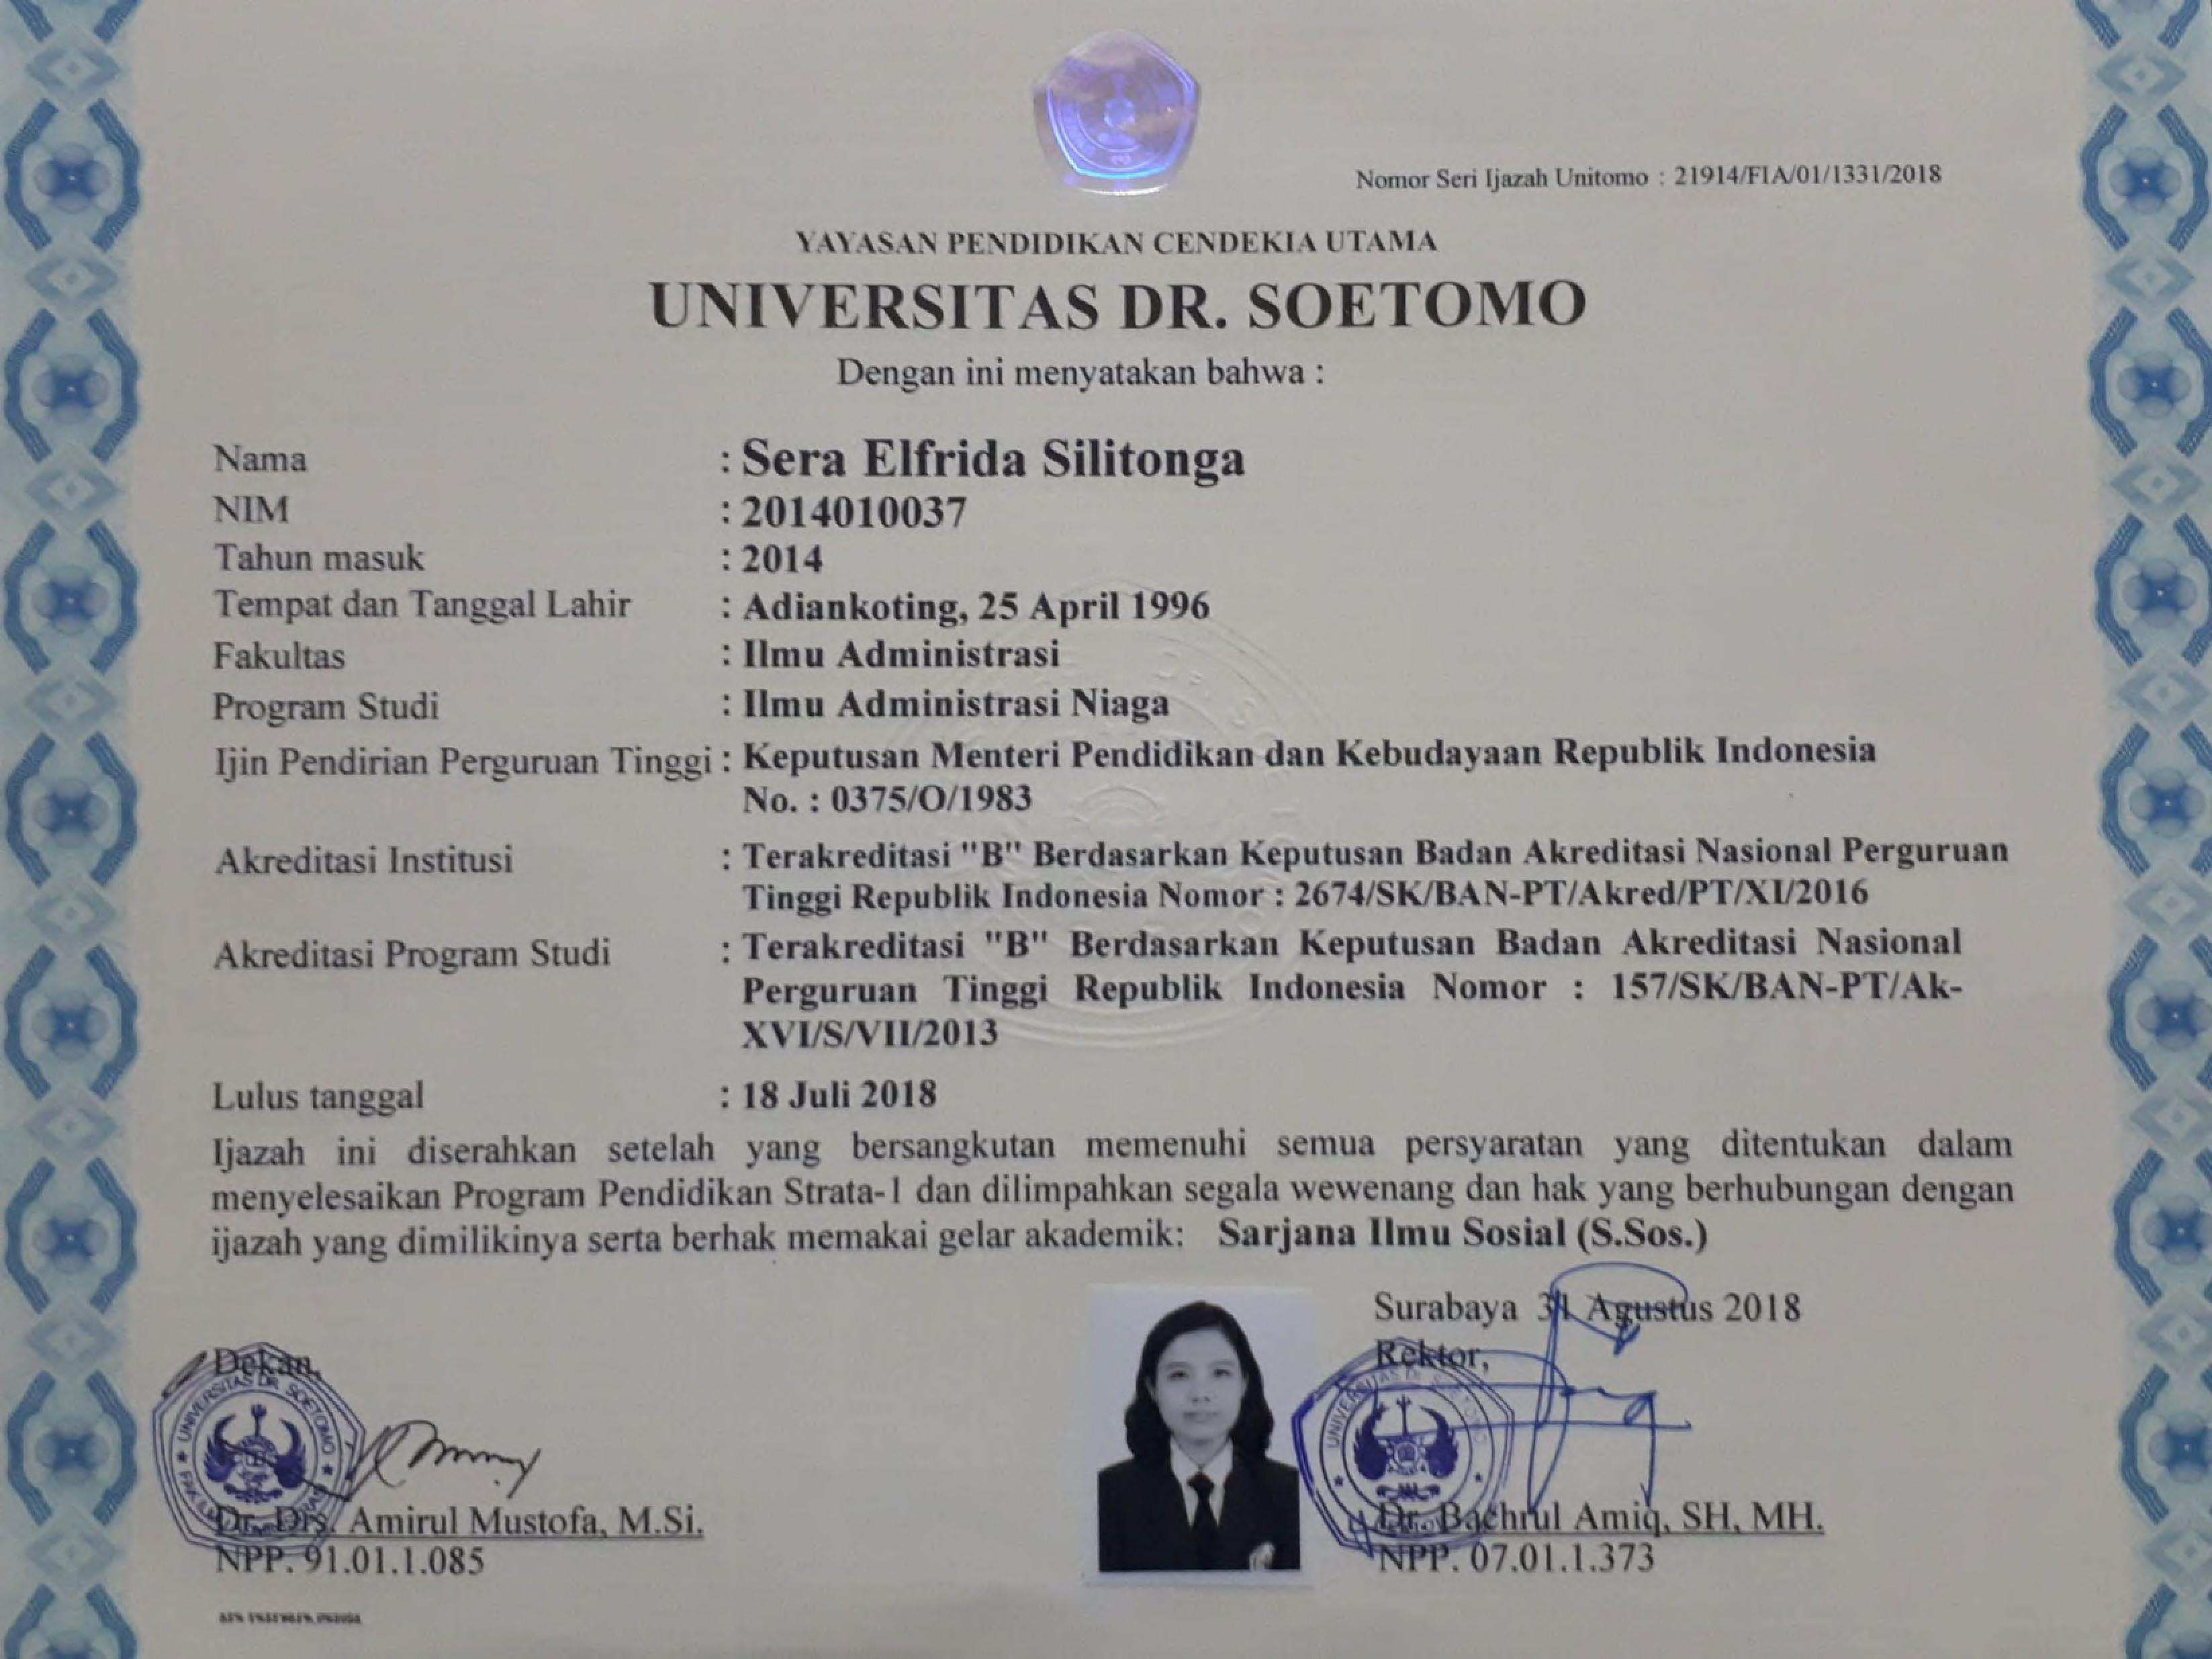 Nomor Seri Ijazah Unitomo : 21914/FIA/01/1331/2018
YAYASAN PENDIDIKAN CENDEKIA UTAMA
UNIVERSITAS DR. SOETOMO
Dengan ini menyatakan bahwa :
Nama : Sera Elfrida Silitonga
NIM : 2014010037
Tahun masuk : 2014
Tempat dan Tanggal Lahir : Adiankoting, 25 April 1996
Fakultas : Ilmu Administrasi
Program Studi : Ilmu Administrasi Niaga
Ijin Pendirian Perguruan Tinggi : Keputusan Menteri Pendidikan dan Kebudayaan Republik Indonesia
No. : 0375/O/1983
Akreditasi Institusi : Terakreditasi "B" Berdasarkan Keputusan Badan Akreditasi Nasional Perguruan
Tinggi Republik Indonesia Nomor : 2674/SK/BAN-PT/Akred/PT/XI/2016
Akreditasi Program Studi : Terakreditasi "B" Berdasarkan Keputusan Badan Akreditasi Nasional
Perguruan Tinggi Republik Indonesia Nomor : 157/SK/BAN-PT/Ak-
XVI/S/VII/2013
Lulus tanggal : 18 Juli 2018
Ijazah ini diserahkan setelah yang bersangkutan memenuhi semua persyaratan yang ditentukan dalam
menyelesaikan Program Pendidikan Strata-1 dan dilimpahkan segala wewenang dan hak yang berhubungan dengan
ijazah yang dimilikinya serta berhak memakai gelar akademik: Sarjana Ilmu Sosial (S.Sos.)
Surabaya 31 Agustus 2018
Dekan,
Rektor,
UNIVERSITAS DR. SOETOMO
UNIVERSITAS DR. SOETOMO
Dr. Drs. Amirul Mustofa, M.Si.
NPP. 91.01.1.085
Dr. Bachrul Amiq, SH, MH.
NPP. 07.01.1.373